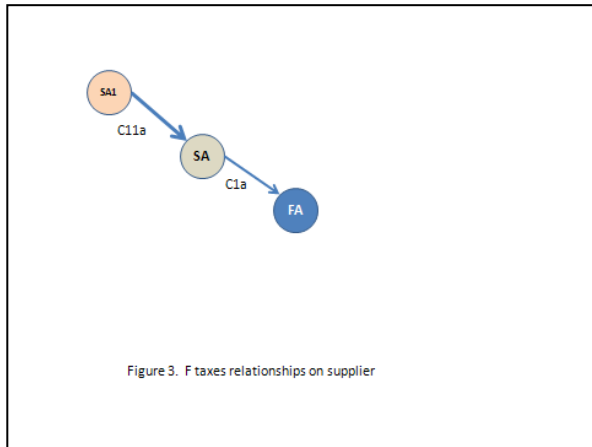 SA1
C11a
SA
C1a
FA
Figure 3. F taxes relationships on supplier